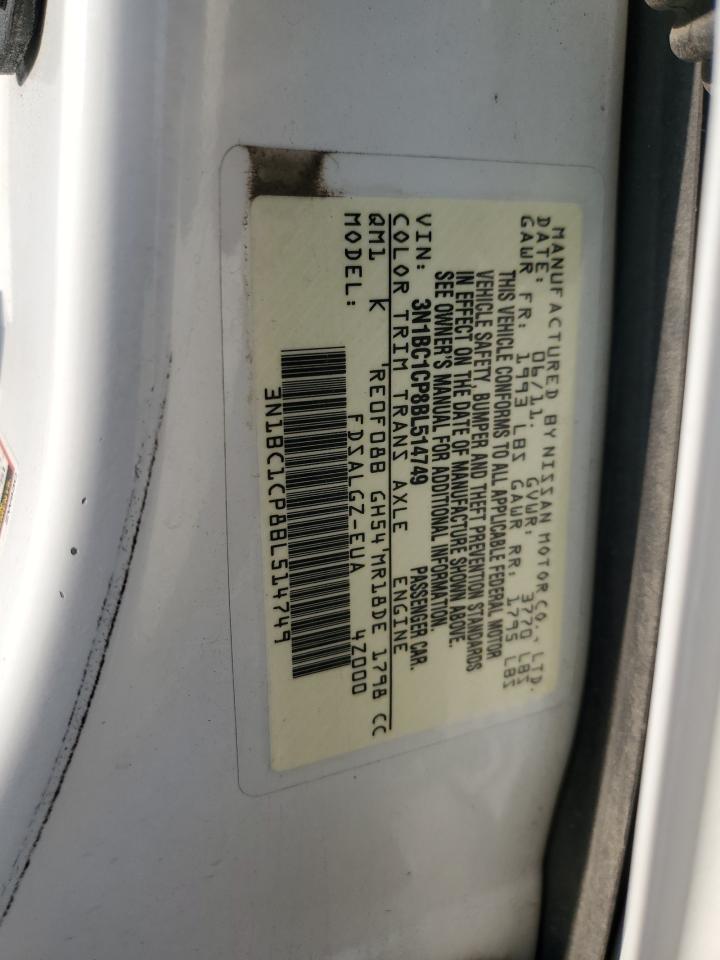 MANUFACTURED BY NISSAN MOTOR CO., LTD.
DATE: 06/11. GVWR: 3770 LBS
GAWR FR: 1993 LBS GAWR RR: 1795 LBS
THIS VEHICLE CONFORMS TO ALL APPLICABLE FEDERAL MOTOR
VEHICLE SAFETY, BUMPER AND THEFT PREVENTION STANDARDS
IN EFFECT ON THE DATE OF MANUFACTURE SHOWN ABOVE.
SEE OWNER'S MANUAL FOR ADDITIONAL INFORMATION.
VIN: 3N1BC1CP8BL514749 PASSENGER CAR.
COLOR TRIM TRANS AXLE ENGINE
QM1 K RE0F08B GH54 MR18DE 1798 CC
MODEL: FDSALGZ-EUA 4Z000
3N1BC1CP8BL514749